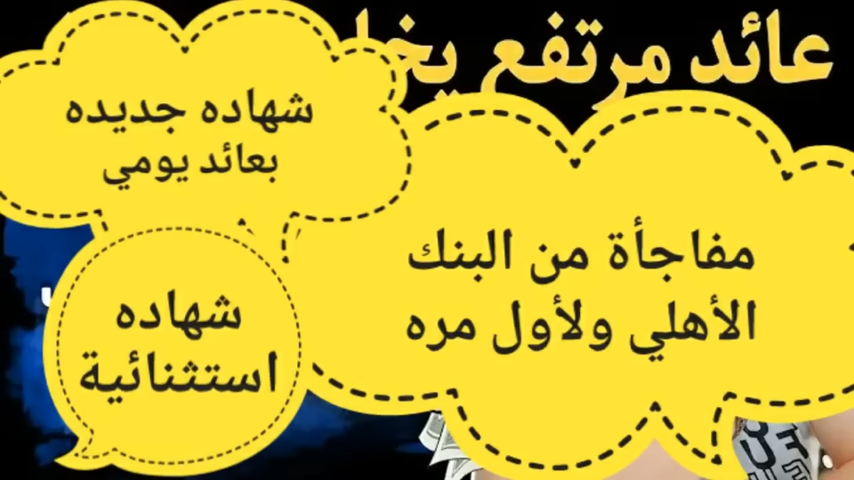 عائد مرتفع
شهاده جديده
بعائد يومي
مفاجأة من البنك
الأهلي ولأول مره
شهاده
استثنائية